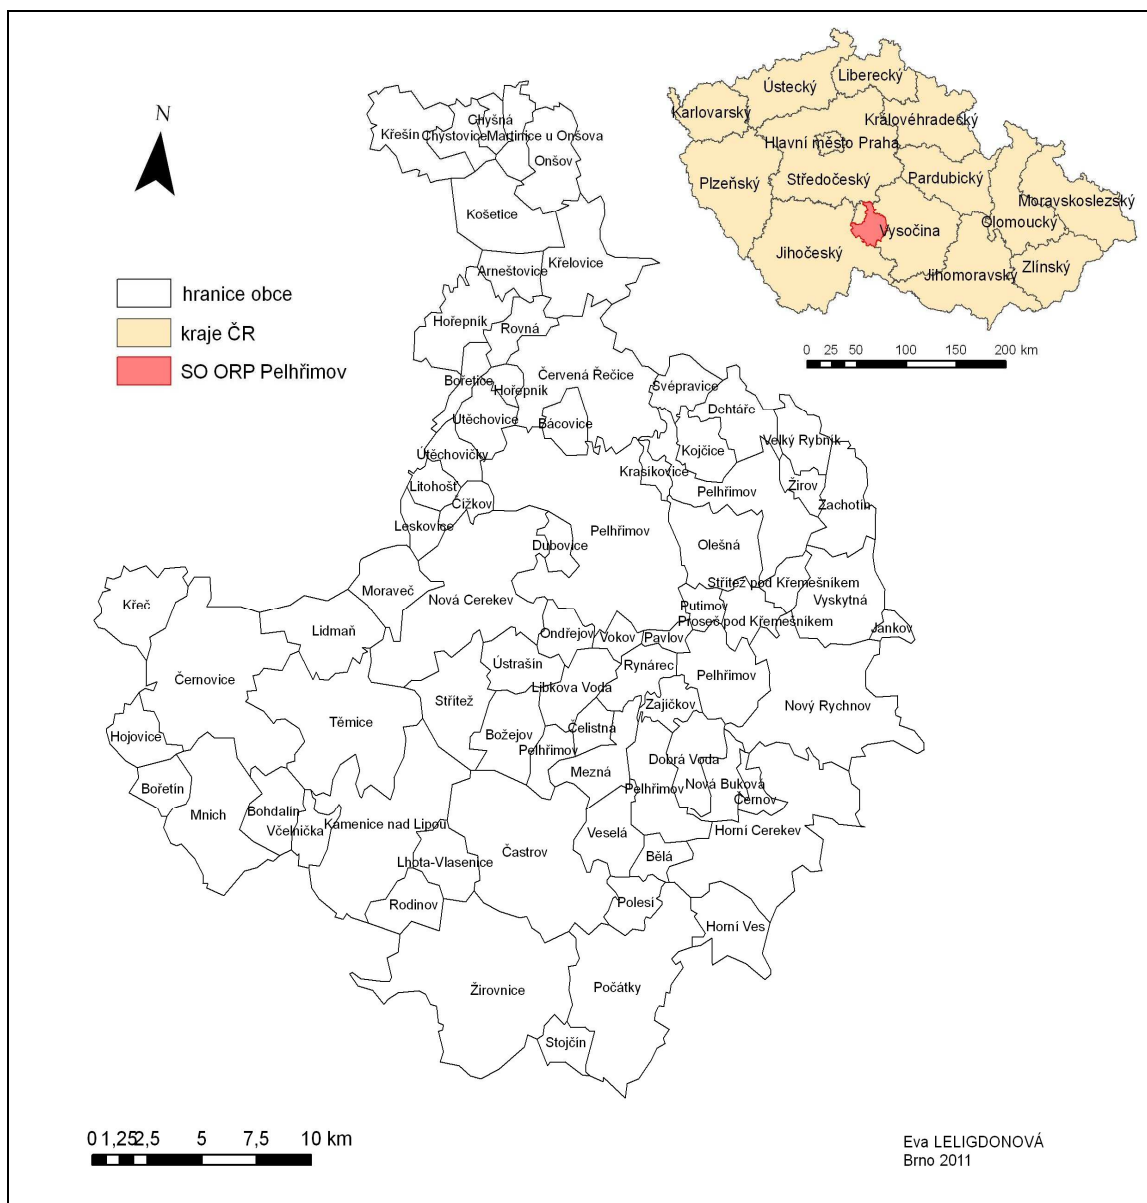 N
Ústecký
Liberecký
Karlovarský
Královéhradecký
Hlavní město Praha
Plzeňský
Středočeský
Pardubický
Moravskoslezský
Olomoucký
Vysočina
Jihočeský
Jihomoravský
Zlínský
0 25 50 100 150 200 km
hranice obce
kraje ČR
SO ORP Pelhřimov
Chyšná
Křešín
Chystovice
Martinice u Onšova
Onšov
Košetice
Křelovice
Arneštovice
Hořepník
Rovná
Červená Řečice
Bořetice
Hořepník
Svépravice
Dehtáře
Útěchovice
Bácovice
Velký Rybník
Kojčice
Útěchovičky
Krasíkovice
Litohošť
Pelhřimov
Žirov
Čížkov
Zachotín
Leskovice
Pelhřimov
Dubovice
Olešná
Střítež pod Křemešníkem
Moraveč
Nová Cerekev
Vyskytná
Křeč
Putimov
Proseč pod Křemešníkem
Jankov
Lidmaň
Ondřejov
Vokov
Pavlov
Ústrašín
Rynárec
Pelhřimov
Černovice
Libkova Voda
Střítež
Zajíčkov
Nový Rychnov
Těmice
Čelistná
Hojovice
Božejov
Pelhřimov
Dobrá Voda
Mezná
Bořetín
Pelhřimov
Nová Buková
Černov
Mnich
Bohdalín
Včelnička
Kamenice nad Lipou
Veselá
Horní Cerekev
Častrov
Lhota-Vlasenice
Bělá
Rodinov
Polesí
Horní Ves
Žirovnice
Počátky
Stojčín
0 1,25 2,5 5 7,5 10 km
Eva LELIGDONOVÁ
Brno 2011